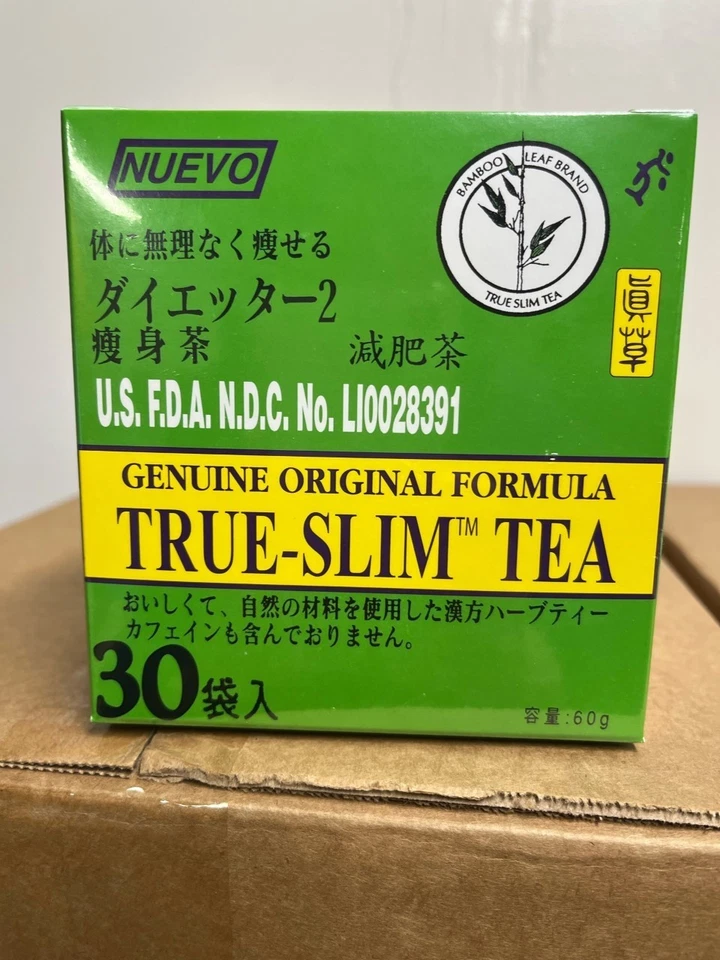 NUEVO
BAMBOO LEAF BRAND
TRUE SLIM TEA
体に無理なく痩せる
ダイエッター2
痩身茶
減肥茶
眞草
U.S. F.D.A. N.D.C. No. LI0028391
GENUINE ORIGINAL FORMULA
TRUE-SLIM™ TEA
おいしくて、自然の材料を使用した漢方ハーブティー
カフェインも含んでおりません。
30袋入
容量:60g